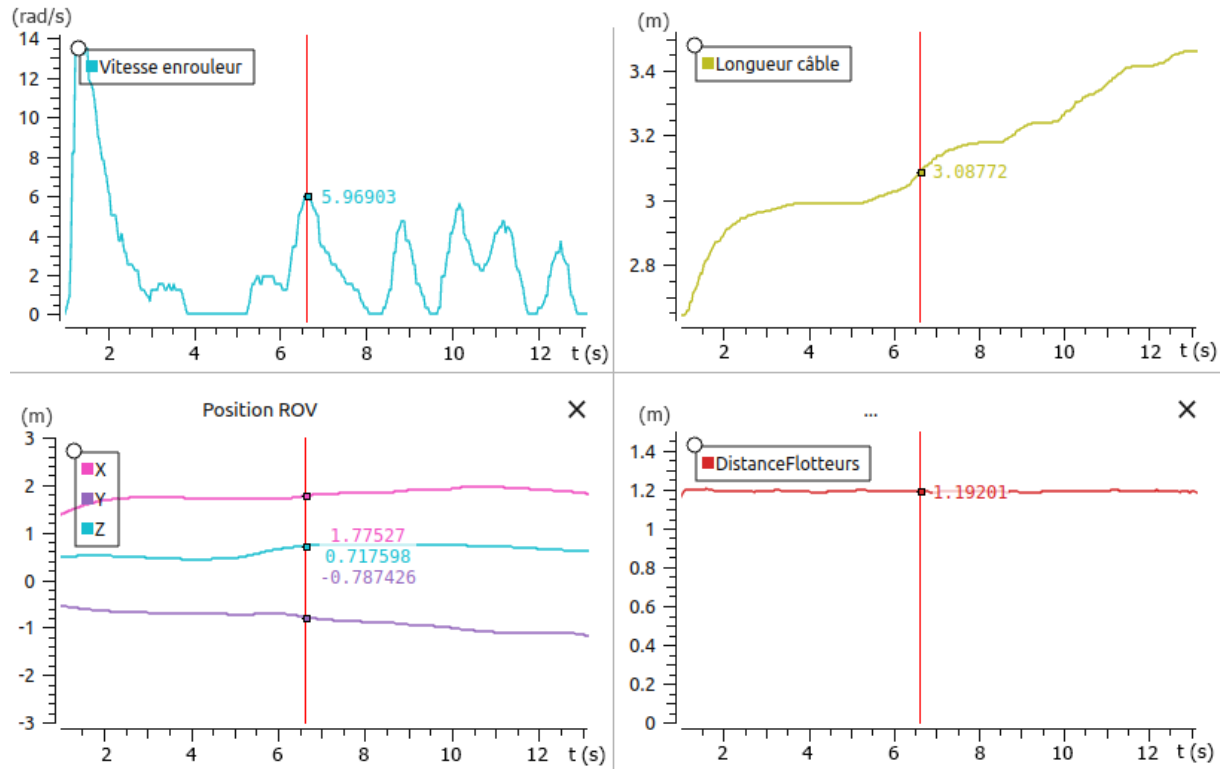 (rad/s)
14
12
10
8
6
4
2
0
Vitesse enrouleur
5.96903
2 4 6 8 10 12 t (s)
(m)
3.4
3.2
3
2.8
Longueur câble
3.08772
2 4 6 8 10 12 t (s)
Position ROV
(m)
3
2
1
0
-1
-2
-3
X
Y
Z
1.77527
0.717598
-0.787426
2 4 6 8 10 12 t (s)
...
(m)
1.4
1.2
1
0.8
0.6
0.4
0.2
0
DistanceFlotteurs
1.19201
2 4 6 8 10 12 t (s)